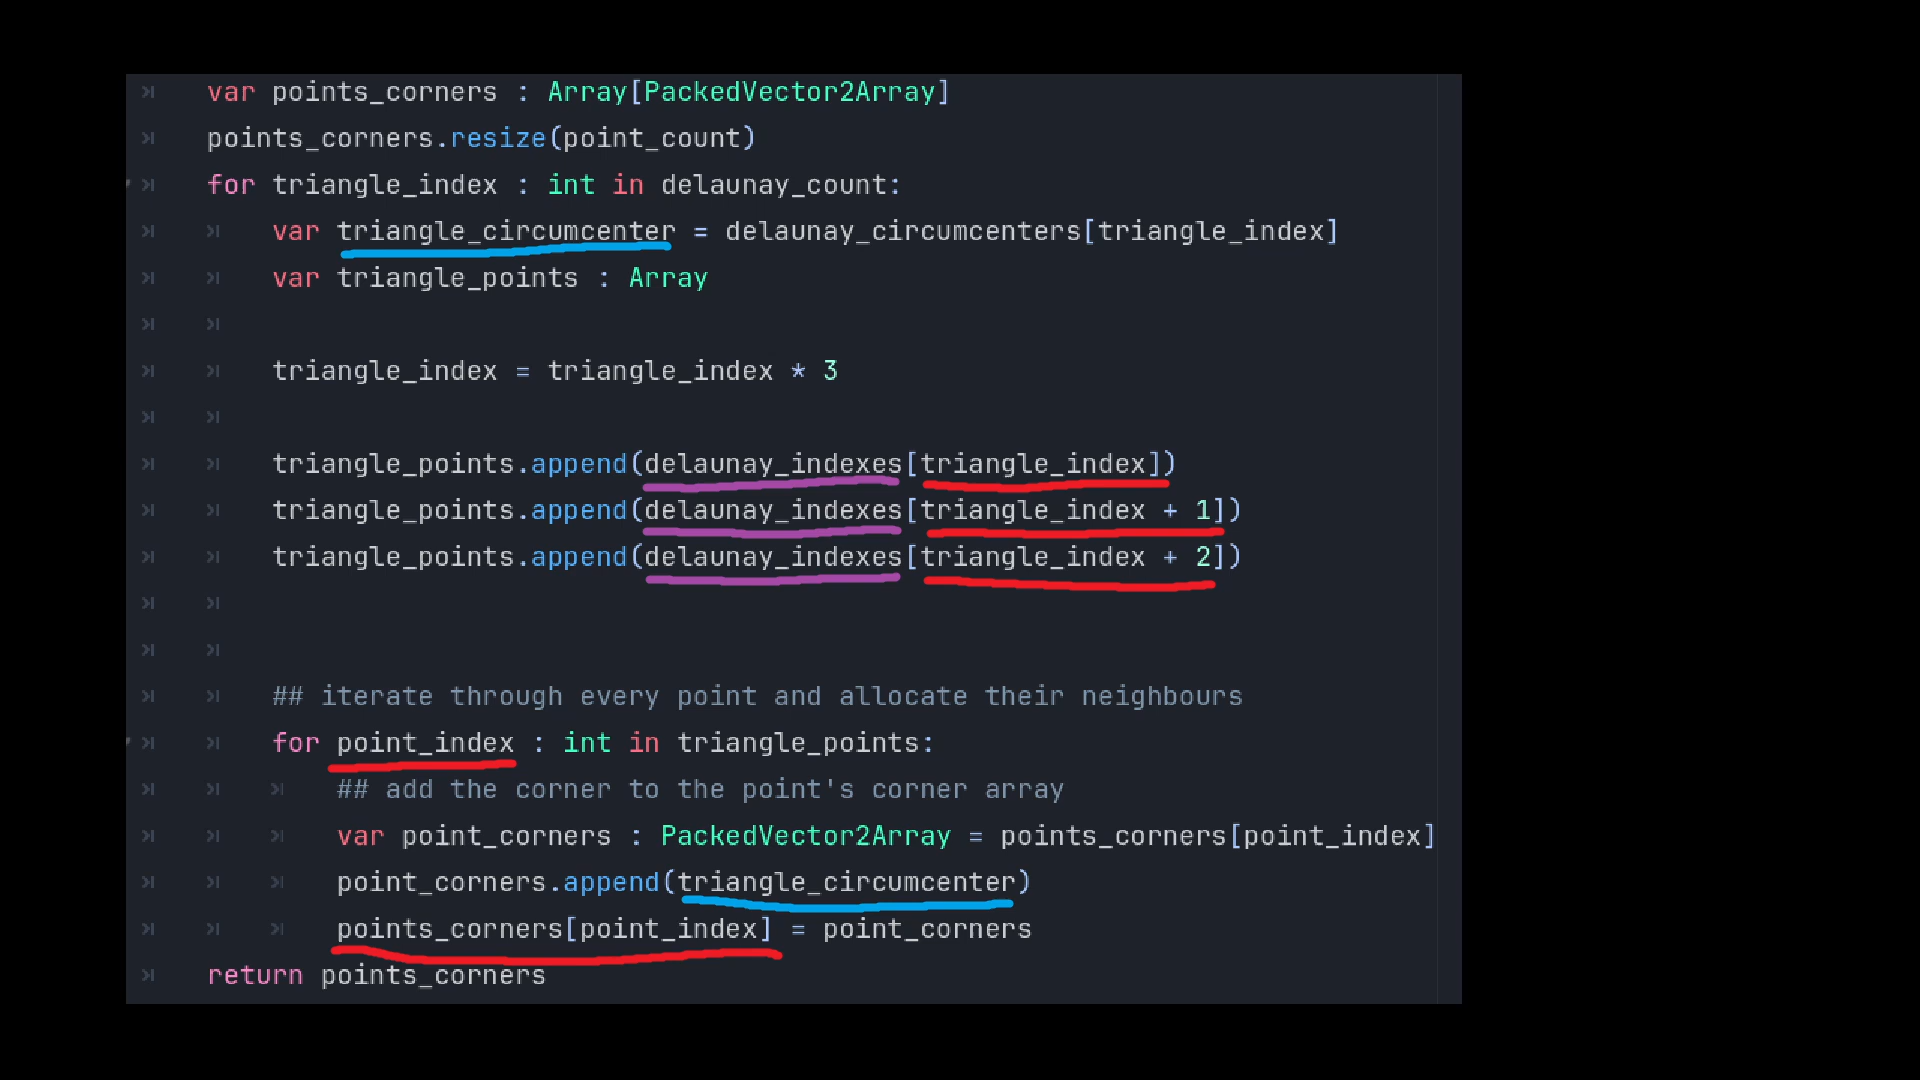 var points_corners : Array[PackedVector2Array]
points_corners.resize(point_count)
for triangle_index : int in delaunay_count:
var triangle_circumcenter = delaunay_circumcenters[triangle_index]
var triangle_points : Array
triangle_index = triangle_index * 3
triangle_points.append(delaunay_indexes[triangle_index])
triangle_points.append(delaunay_indexes[triangle_index + 1])
triangle_points.append(delaunay_indexes[triangle_index + 2])
## iterate through every point and allocate their neighbours
for point_index : int in triangle_points:
## add the corner to the point's corner array
var point_corners : PackedVector2Array = points_corners[point_index]
point_corners.append(triangle_circumcenter)
points_corners[point_index] = point_corners
return points_corners